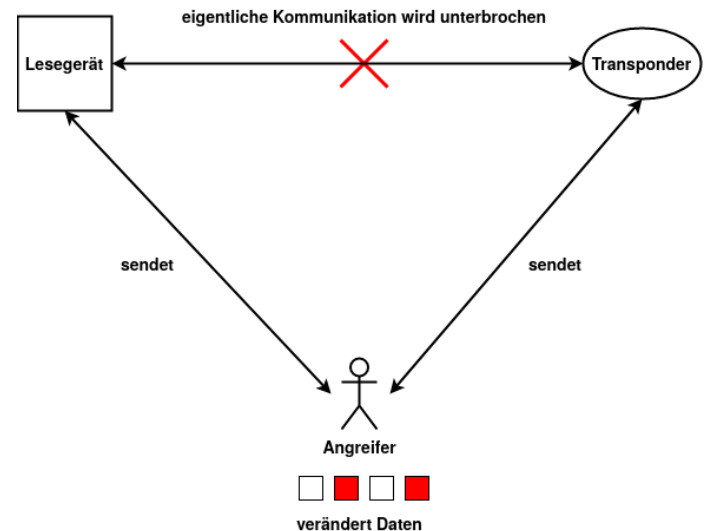 eigentliche Kommunikation wird unterbrochen
Lesegerät
Transponder
sendet
sendet
Angreifer
verändert Daten